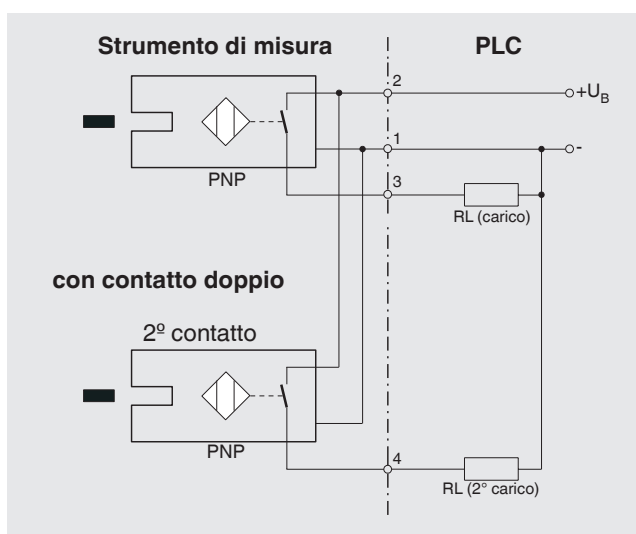 Strumento di misura
PLC
2
+UB
1
-
PNP
3
RL (carico)
con contatto doppio
2º contatto
PNP
4
RL (2° carico)